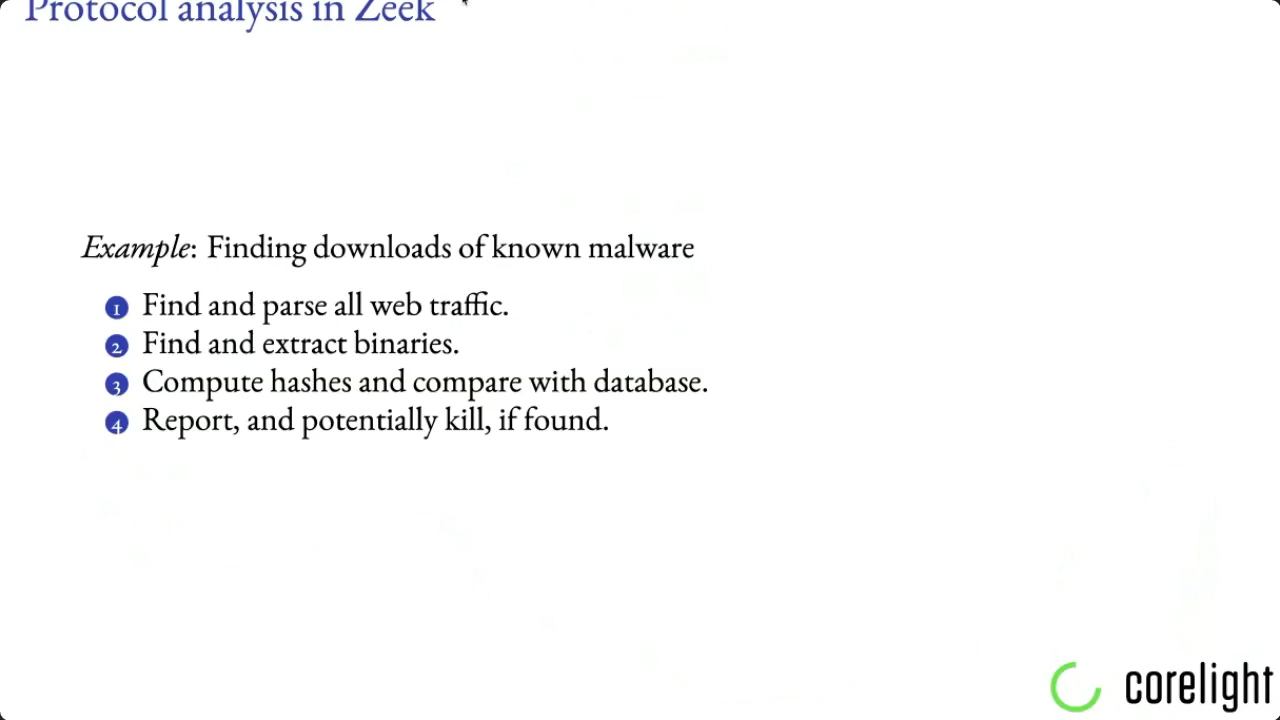 Protocol analysis in Zeek
Example: Finding downloads of known malware
1 Find and parse all web traffic.
2 Find and extract binaries.
3 Compute hashes and compare with database.
4 Report, and potentially kill, if found.
corelight